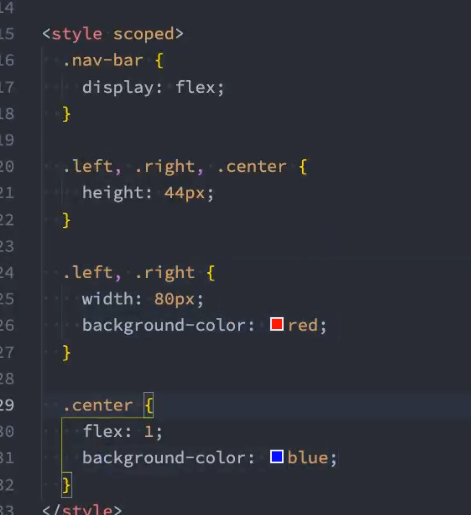 14
15 <style scoped>
16 .nav-bar {
17 display: flex;
18 }
19
20 .left, .right, .center {
21 height: 44px;
22 }
23
24 .left, .right {
25 width: 80px;
26 background-color: red;
27 }
28
29 .center {
30 flex: 1;
31 background-color: blue;
32 }
33 </style>